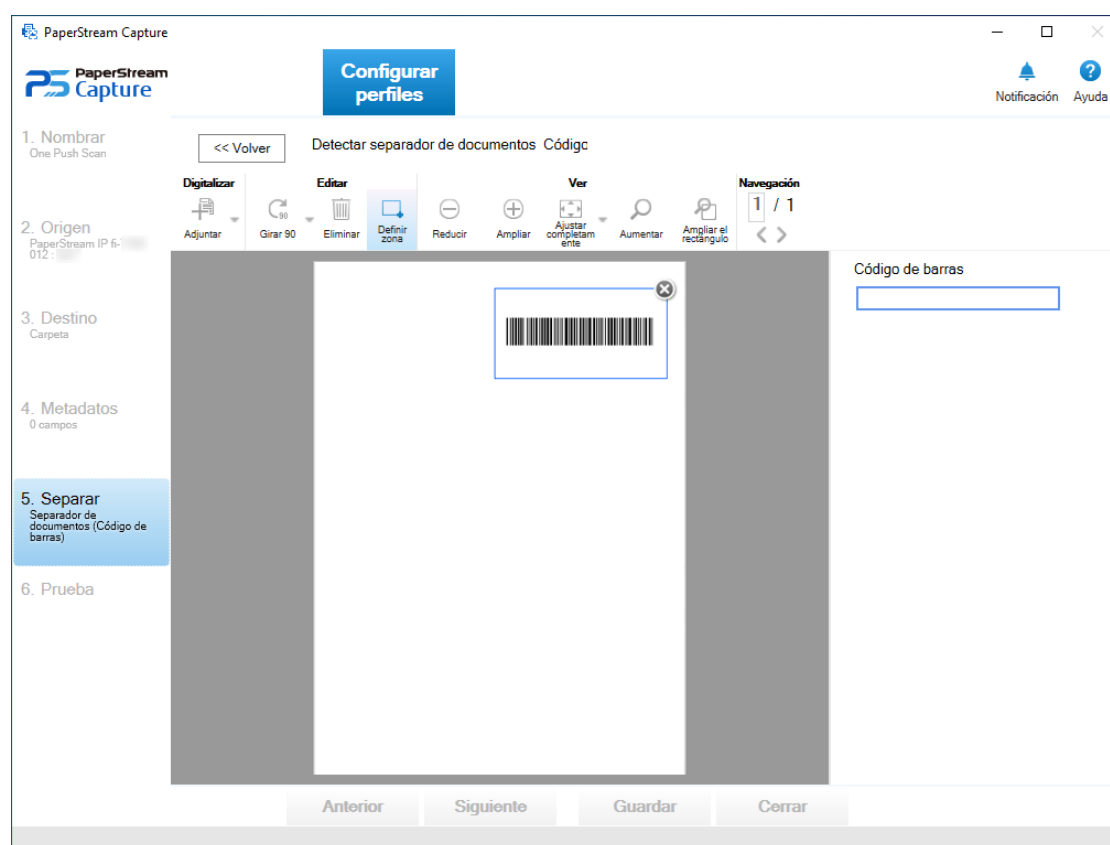 PaperStream Capture
PaperStream
Capture
Configurar
perfiles
Notificación
Ayuda
1. Nombrar
One Push Scan
<< Volver
Detectar separador de documentos Código
Digitalizar
Editar
Ver
Navegación
90
1 / 1
Adjuntar
Girar 90
Eliminar
Definir
zona
Reducir
Ampliar
Ajustar
completam
ente
Aumentar
Ampliar el
rectángulo
2. Origen
PaperStream IP fi-
012 :
Código de barras
3. Destino
Carpeta
4. Metadatos
0 campos
5. Separar
Separador de
documentos (Código de
barras)
6. Prueba
Anterior
Siguiente
Guardar
Cerrar